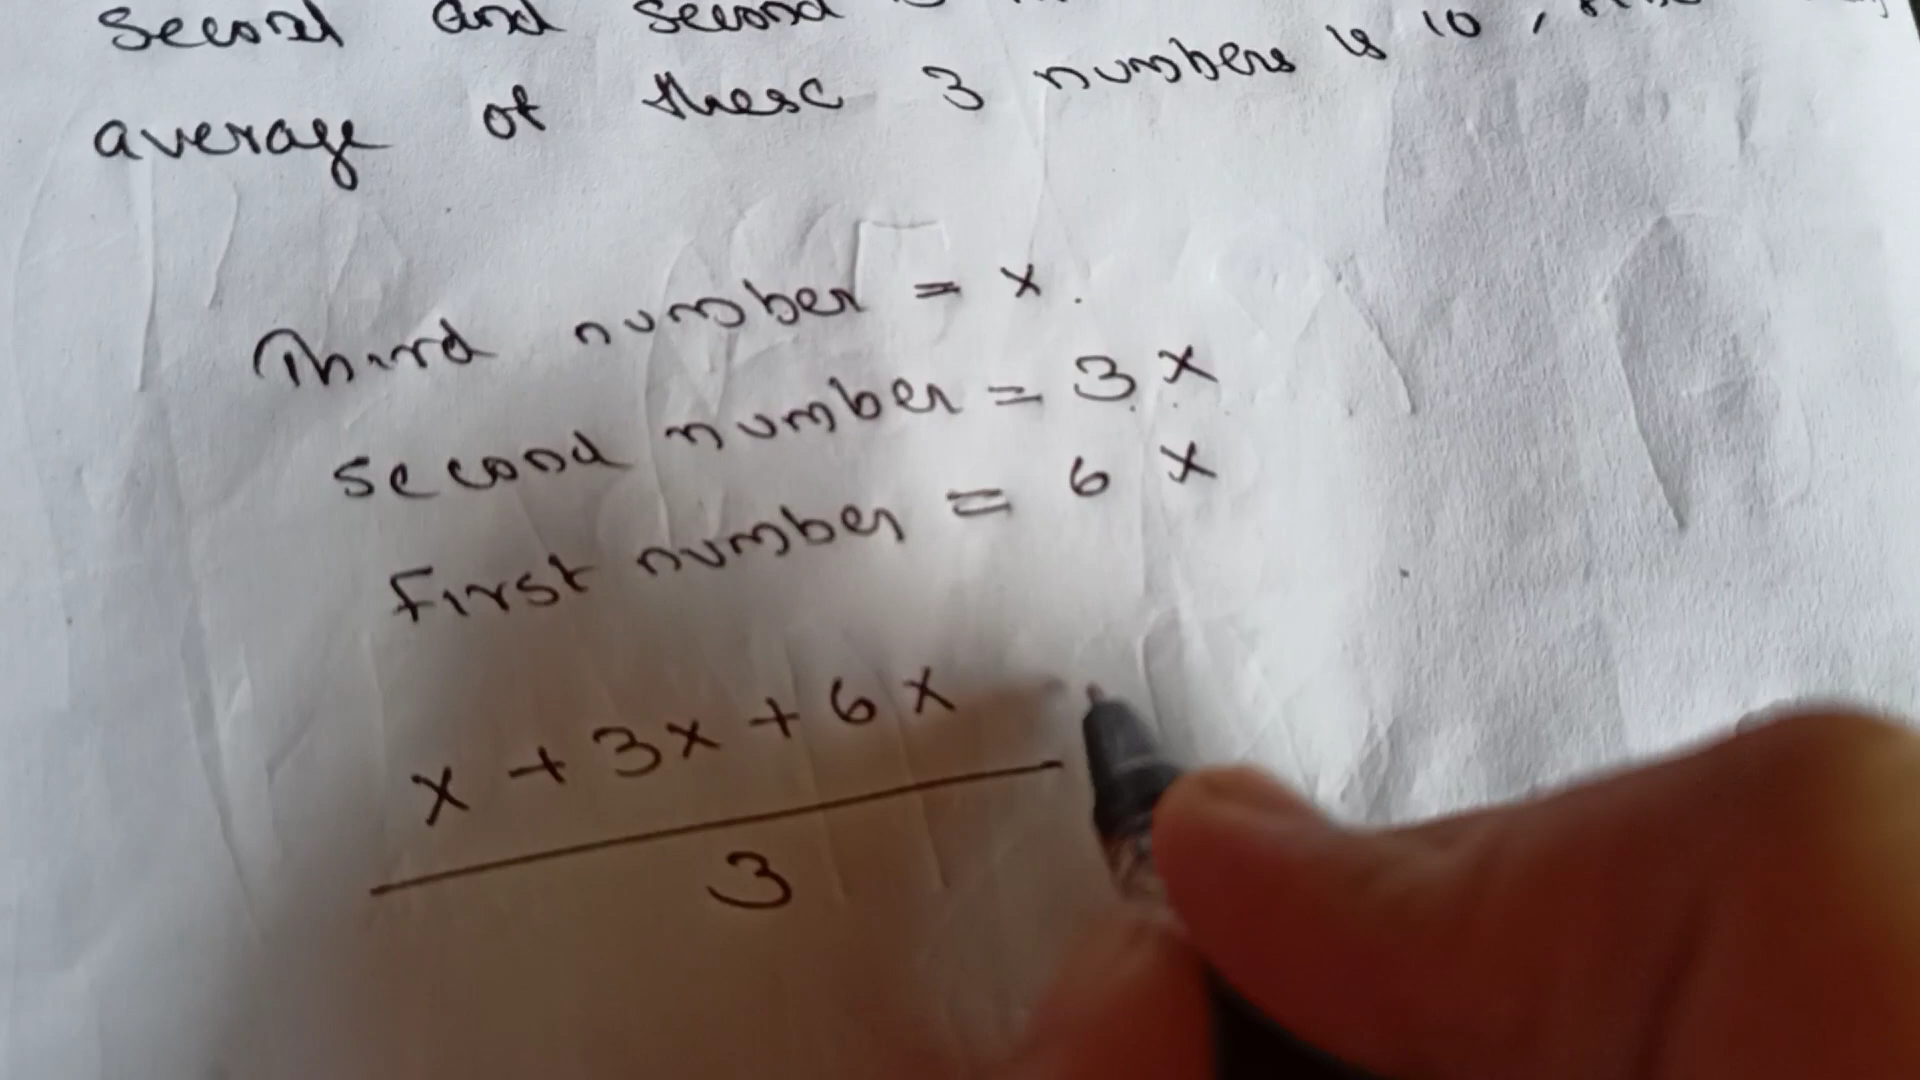 Second and second
average of these 3 numbers is 10,
Third number = x.
Second number = 3x
First number = 6x
x + 3x + 6x
3